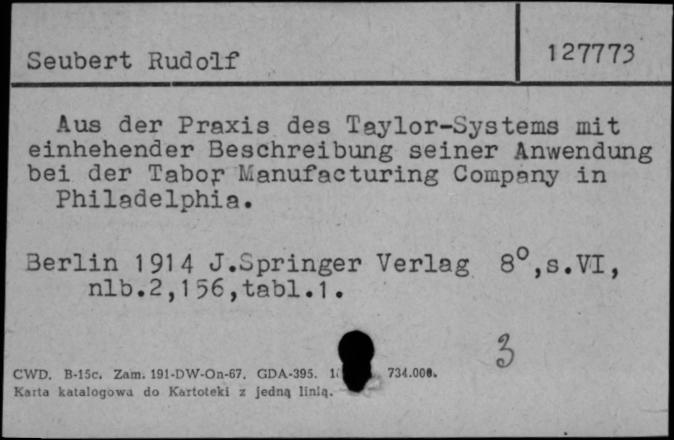 Seubert Rudolf
127773
Aus der Praxis des Taylor-Systems mit
einhehender Beschreibung seiner Anwendung
bei der Tabor Manufacturing Company in
Philadelphia.
Berlin 1914 J.Springer Verlag 8°,s.VI,
nlb.2,156,tabl.1.
3
CWD. B-15c. Zam. 191-DW-On-67. GDA-395. 734.000.
Karta katalogowa do Kartoteki z jedną linią.